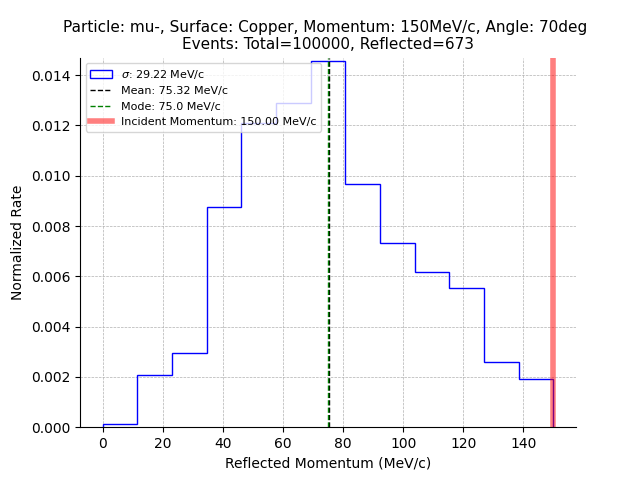 Particle: mu-, Surface: Copper, Momentum: 150MeV/c, Angle: 70deg
Events: Total=100000, Reflected=673
σ: 29.22 MeV/c
Mean: 75.32 MeV/c
Mode: 75.0 MeV/c
Incident Momentum: 150.00 MeV/c
Normalized Rate
0.014
0.012
0.010
0.008
0.006
0.004
0.002
0.000
0 20 40 60 80 100 120 140
Reflected Momentum (MeV/c)